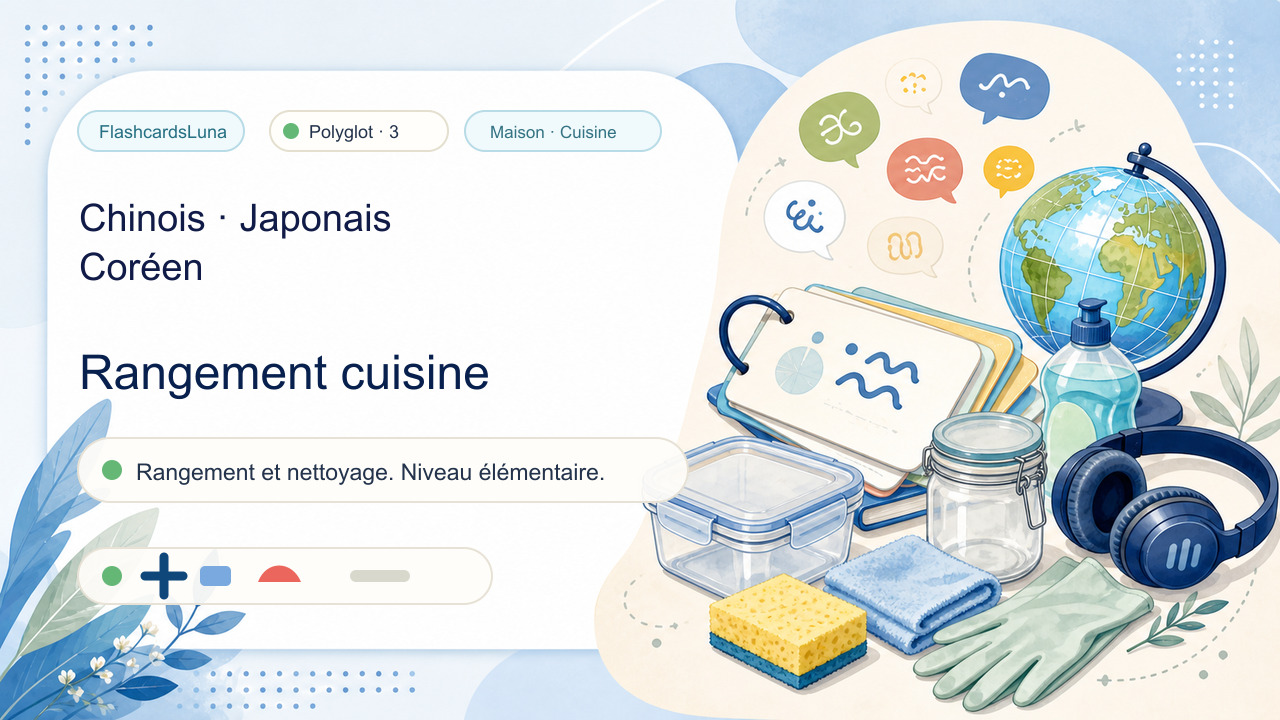 FlashcardsLuna
Polyglot · 3
Maison · Cuisine
Chinois · Japonais
Coréen
Rangement cuisine
Rangement et nettoyage. Niveau élémentaire.